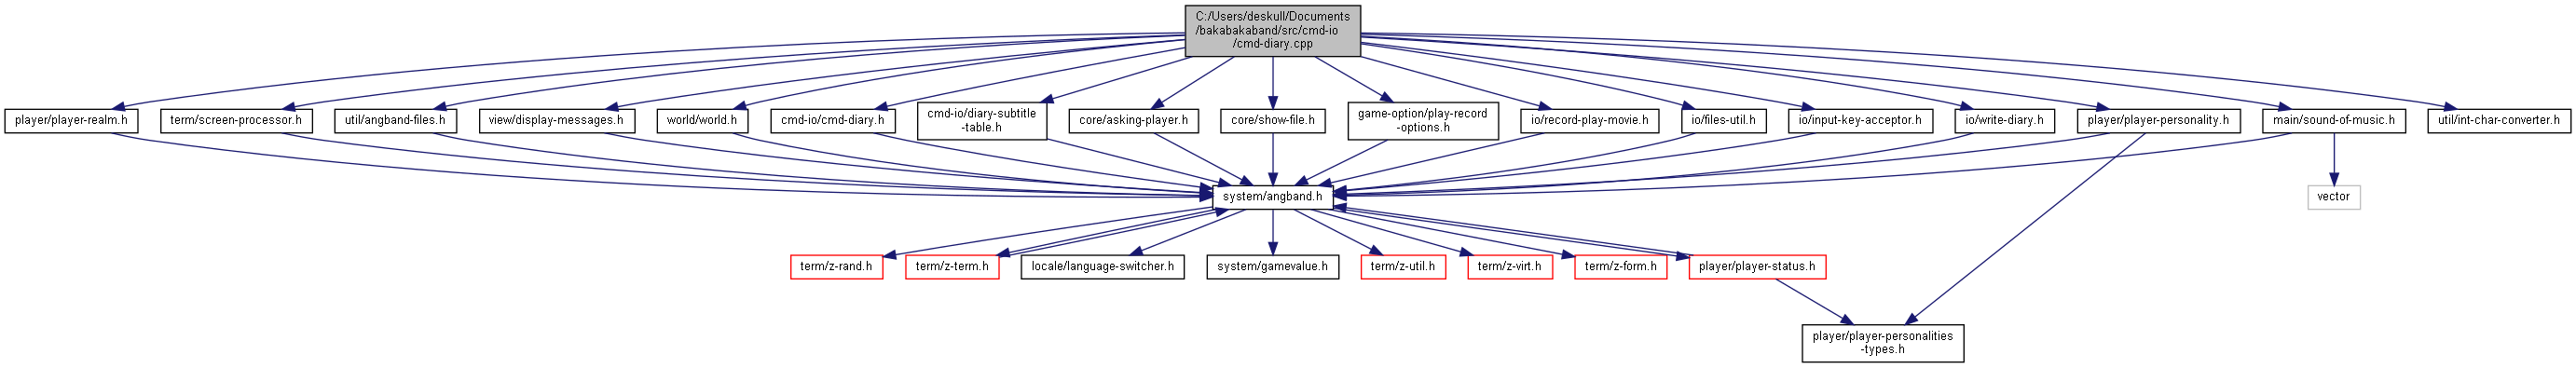 C:/Users/deskull/Documents
/bakabakaband/src/cmd-io
/cmd-diary.cpp
player/player-realm.h
term/screen-processor.h
util/angband-files.h
view/display-messages.h
world/world.h
cmd-io/cmd-diary.h
cmd-io/diary-subtitle
-table.h
core/asking-player.h
core/show-file.h
game-option/play-record
-options.h
io/record-play-movie.h
io/files-util.h
io/input-key-acceptor.h
io/write-diary.h
player/player-personality.h
main/sound-of-music.h
util/int-char-converter.h
system/angband.h
vector
term/z-rand.h
term/z-term.h
locale/language-switcher.h
system/gamevalue.h
term/z-util.h
term/z-virt.h
term/z-form.h
player/player-status.h
player/player-personalities
-types.h